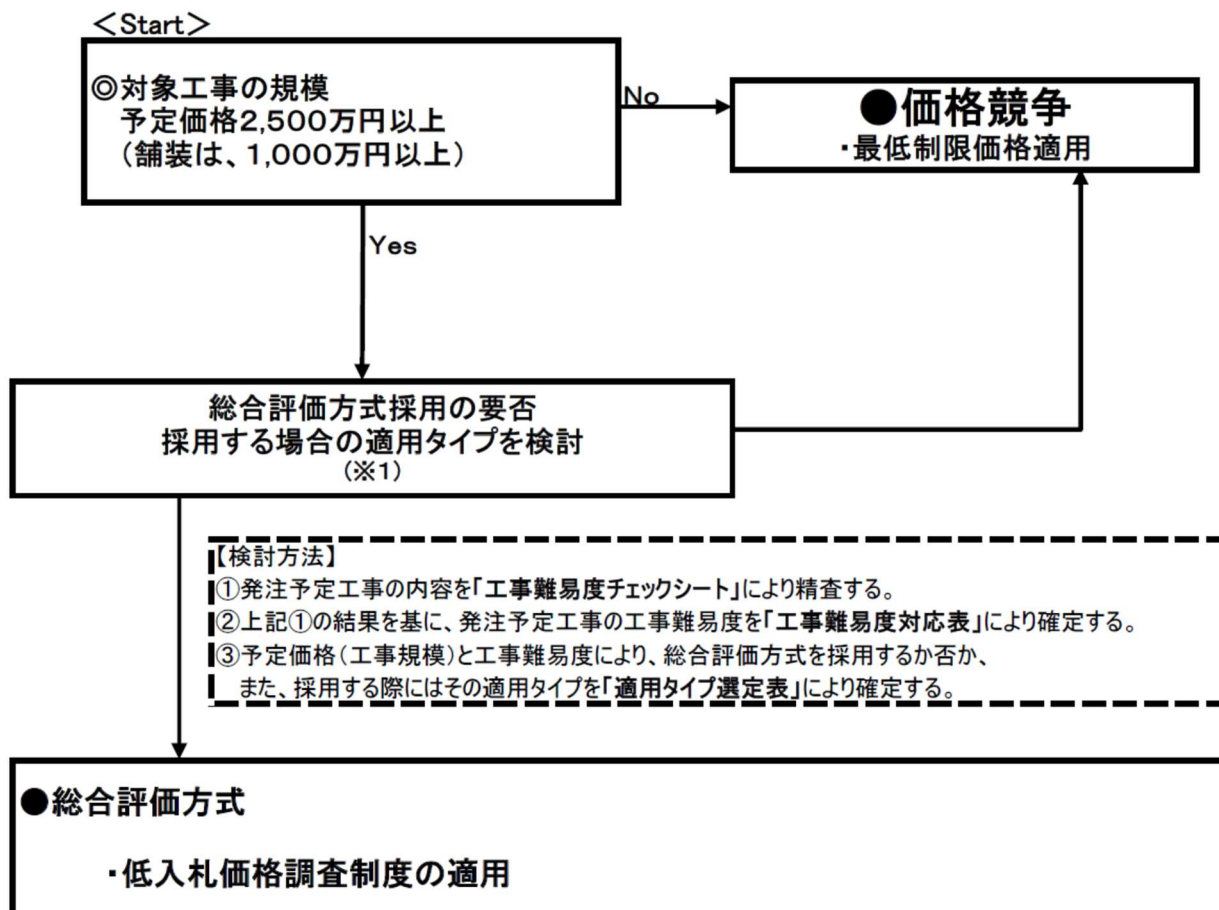 ＜Start＞
◎対象工事の規模
予定価格2,500万円以上
（舗装は、1,000万円以上）
No
●価格競争
・最低制限価格適用
Yes
総合評価方式採用の要否
採用する場合の適用タイプを検討
（※1）
【検討方法】
①発注予定工事の内容を「工事難易度チェックシート」により精査する。
②上記①の結果を基に、発注予定工事の工事難易度を「工事難易度対応表」により確定する。
③予定価格（工事規模）と工事難易度により、総合評価方式を採用するか否か、
また、採用する際にはその適用タイプを「適用タイプ選定表」により確定する。
●総合評価方式
・低入札価格調査制度の適用